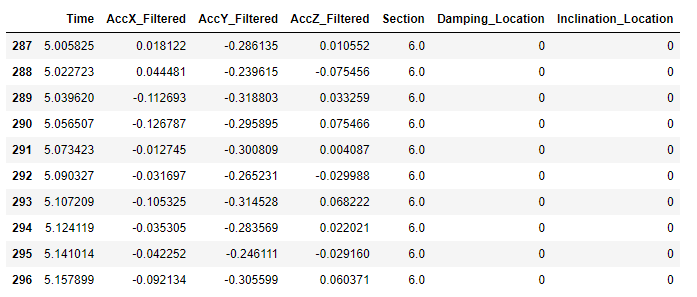 Time AccX_Filtered AccY_Filtered AccZ_Filtered Section Damping_Location Inclination_Location
287 5.005825 0.018122 -0.286135 0.010552 6.0 0 0
288 5.022723 0.044481 -0.239615 -0.075456 6.0 0 0
289 5.039620 -0.112693 -0.318803 0.033259 6.0 0 0
290 5.056507 -0.126787 -0.295895 0.075466 6.0 0 0
291 5.073423 -0.012745 -0.300809 0.004087 6.0 0 0
292 5.090327 -0.031697 -0.265231 -0.029988 6.0 0 0
293 5.107209 -0.105325 -0.314528 0.068222 6.0 0 0
294 5.124119 -0.035305 -0.283569 0.022021 6.0 0 0
295 5.141014 -0.042252 -0.246111 -0.029160 6.0 0 0
296 5.157899 -0.092134 -0.305599 0.060371 6.0 0 0